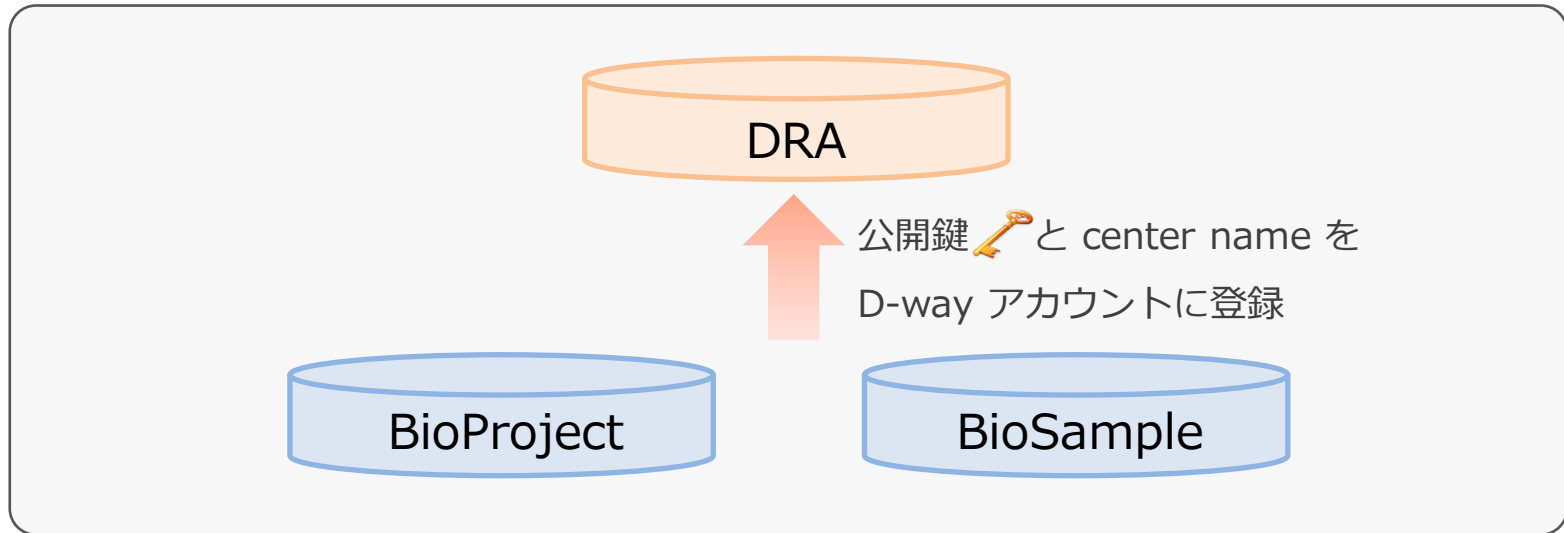 DRA
公開鍵 と center name を
D-way アカウントに登録
BioProject
BioSample